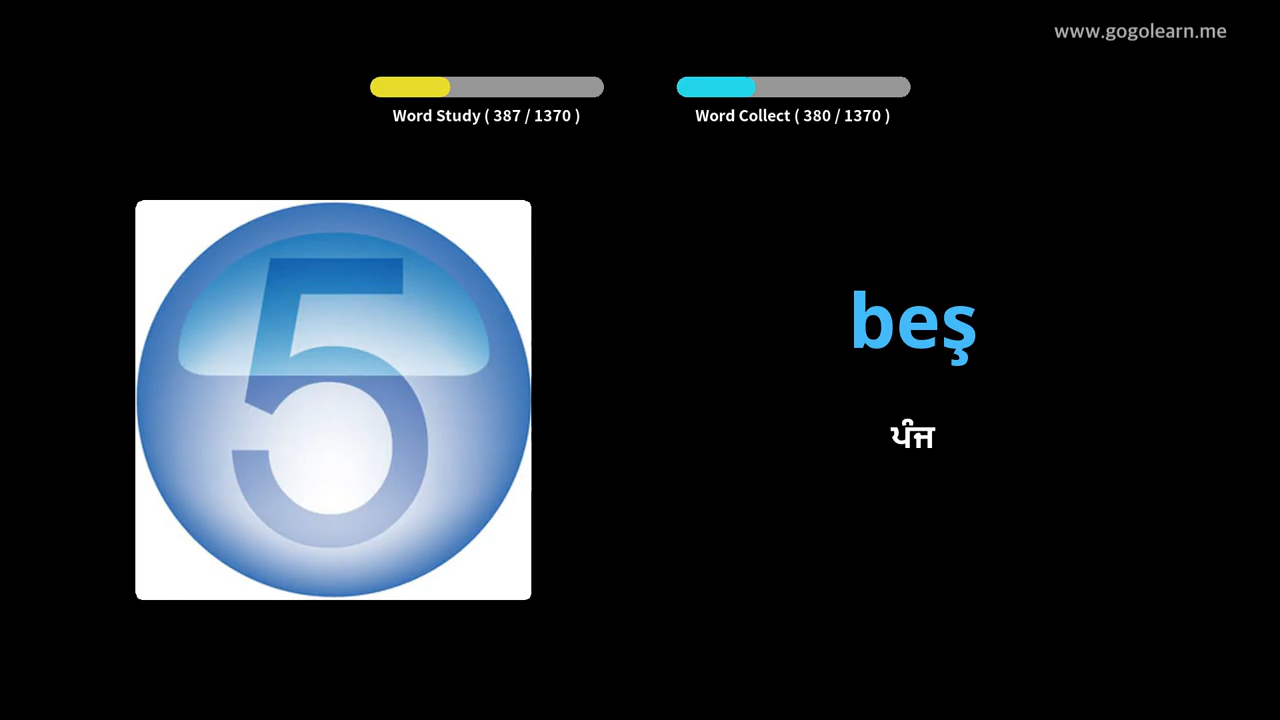 www.gogolearn.me
Word Study ( 387 / 1370 )
Word Collect ( 380 / 1370 )
5
beş
ਪੰਜ